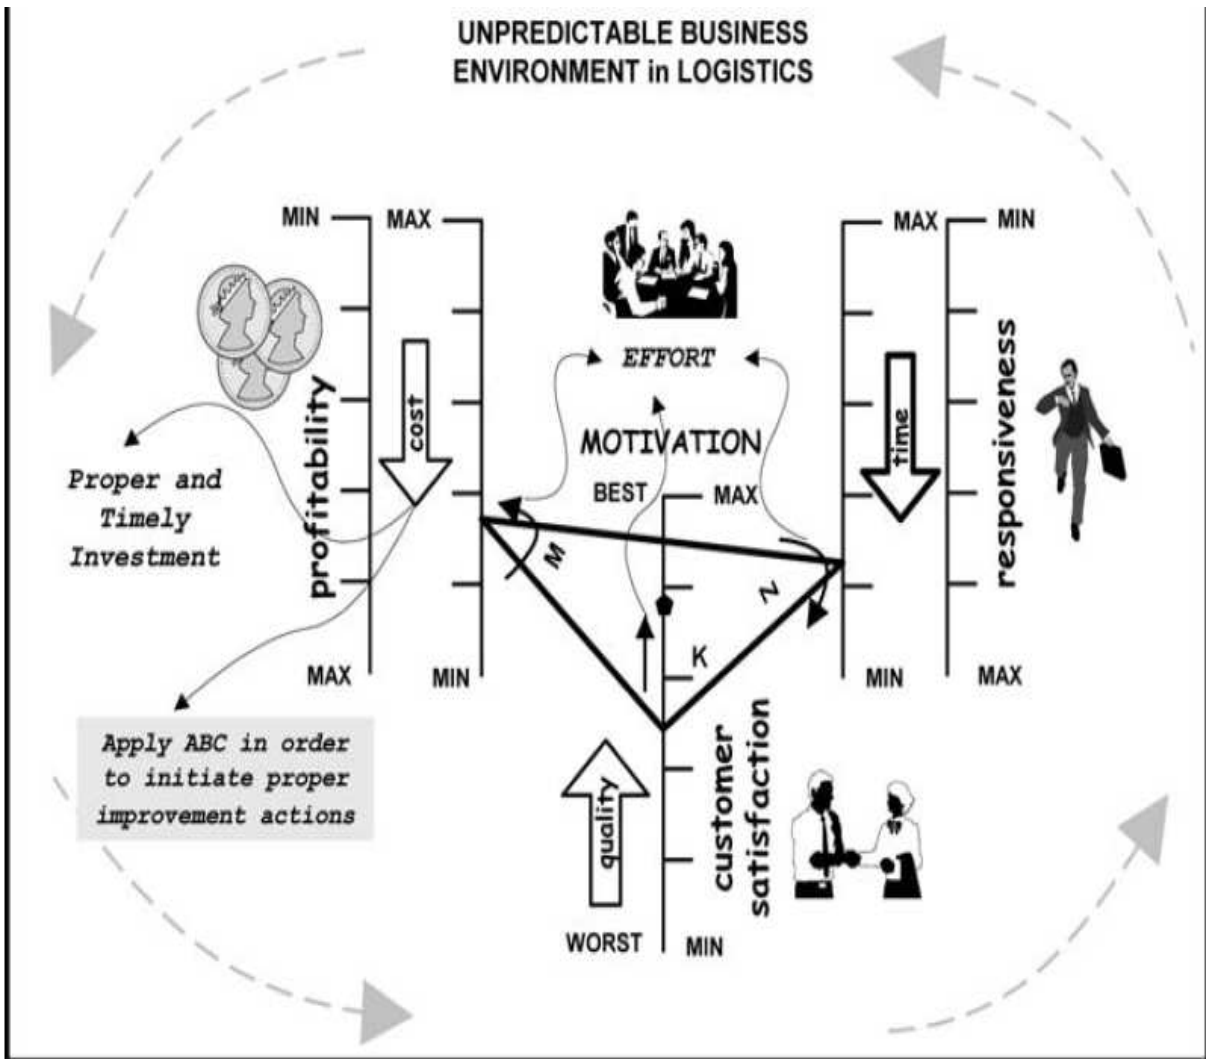 UNPREDICTABLE BUSINESS
ENVIRONMENT in LOGISTICS
MIN
MAX
MAX
MIN
EFFORT
MOTIVATION
BEST
MAX
cost
time
profitability
responsiveness
Proper and
Timely
Investment
M
N
K
MAX
MIN
MIN
MAX
Apply ABC in order
to initiate proper
improvement actions
quality
customer
satisfaction
WORST
MIN